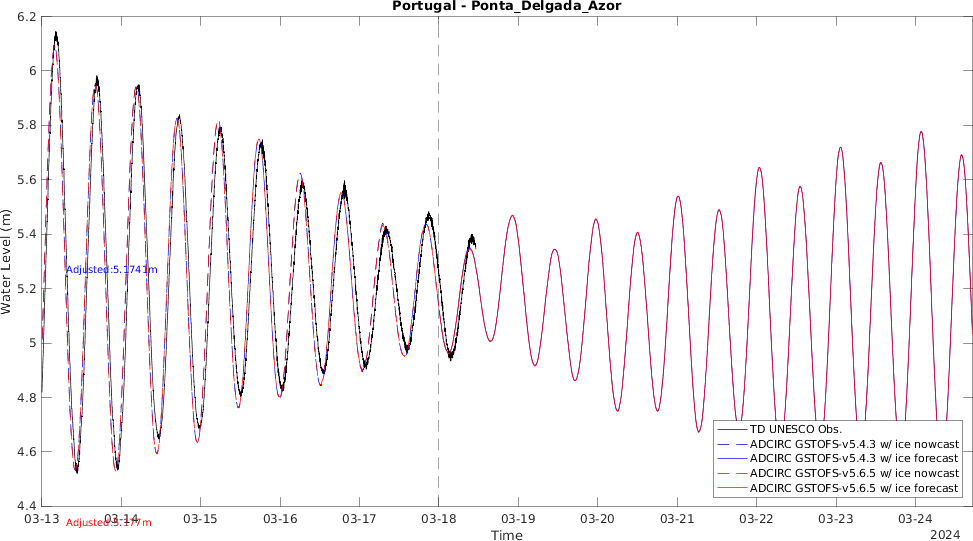 Portugal - Ponta_Delgada_Azor
6.2
6
5.8
5.6
5.4
5.2
5
4.8
4.6
4.4
Water Level (m)
Adjusted:5.1741m
Adjusted:5.177m
TD UNESCO Obs.
ADCIRC GSTOFS-v5.4.3 w/ ice nowcast
ADCIRC GSTOFS-v5.4.3 w/ ice forecast
ADCIRC GSTOFS-v5.6.5 w/ ice nowcast
ADCIRC GSTOFS-v5.6.5 w/ ice forecast
03-13 03-14 03-15 03-16 03-17 03-18 03-19 03-20 03-21 03-22 03-23 03-24
Time
2024